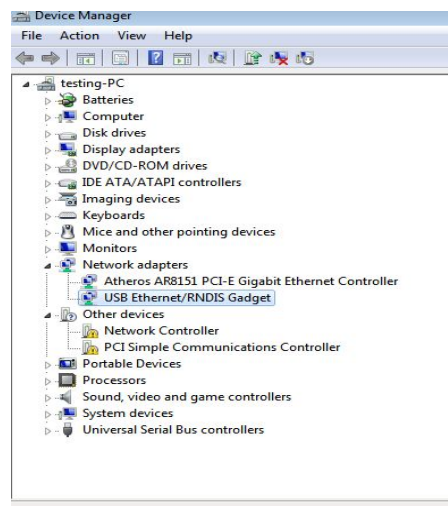 Device Manager
File Action View Help
testing-PC
Batteries
Computer
Disk drives
Display adapters
DVD/CD-ROM drives
IDE ATA/ATAPI controllers
Imaging devices
Keyboards
Mice and other pointing devices
Monitors
Network adapters
Atheros AR8151 PCI-E Gigabit Ethernet Controller
USB Ethernet/RNDIS Gadget
Other devices
Network Controller
PCI Simple Communications Controller
Portable Devices
Processors
Sound, video and game controllers
System devices
Universal Serial Bus controllers